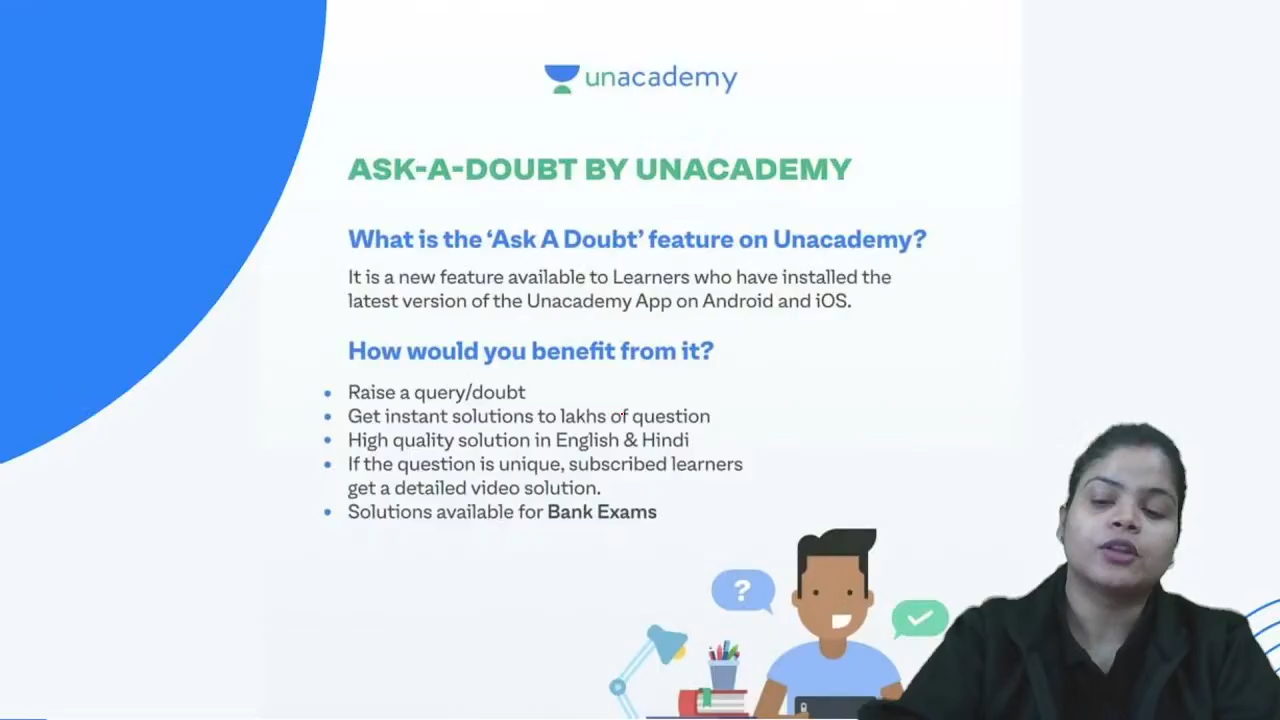 unacademy
ASK-A-DOUBT BY UNACADEMY
What is the ‘Ask A Doubt’ feature on Unacademy?
It is a new feature available to Learners who have installed the
latest version of the Unacademy App on Android and iOS.
How would you benefit from it?
• Raise a query/doubt
• Get instant solutions to lakhs of question
• High quality solution in English & Hindi
• If the question is unique, subscribed learners
get a detailed video solution.
• Solutions available for Bank Exams
?